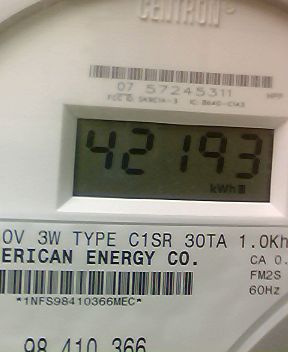 CENTRON
07 57245311
42193
kWh
0V 3W TYPE C1SR 30TA 1.0Kh
ERICAN ENERGY CO.
CA 0.
FM2S
*1NFS98410366MEC*
60Hz
98 410 366